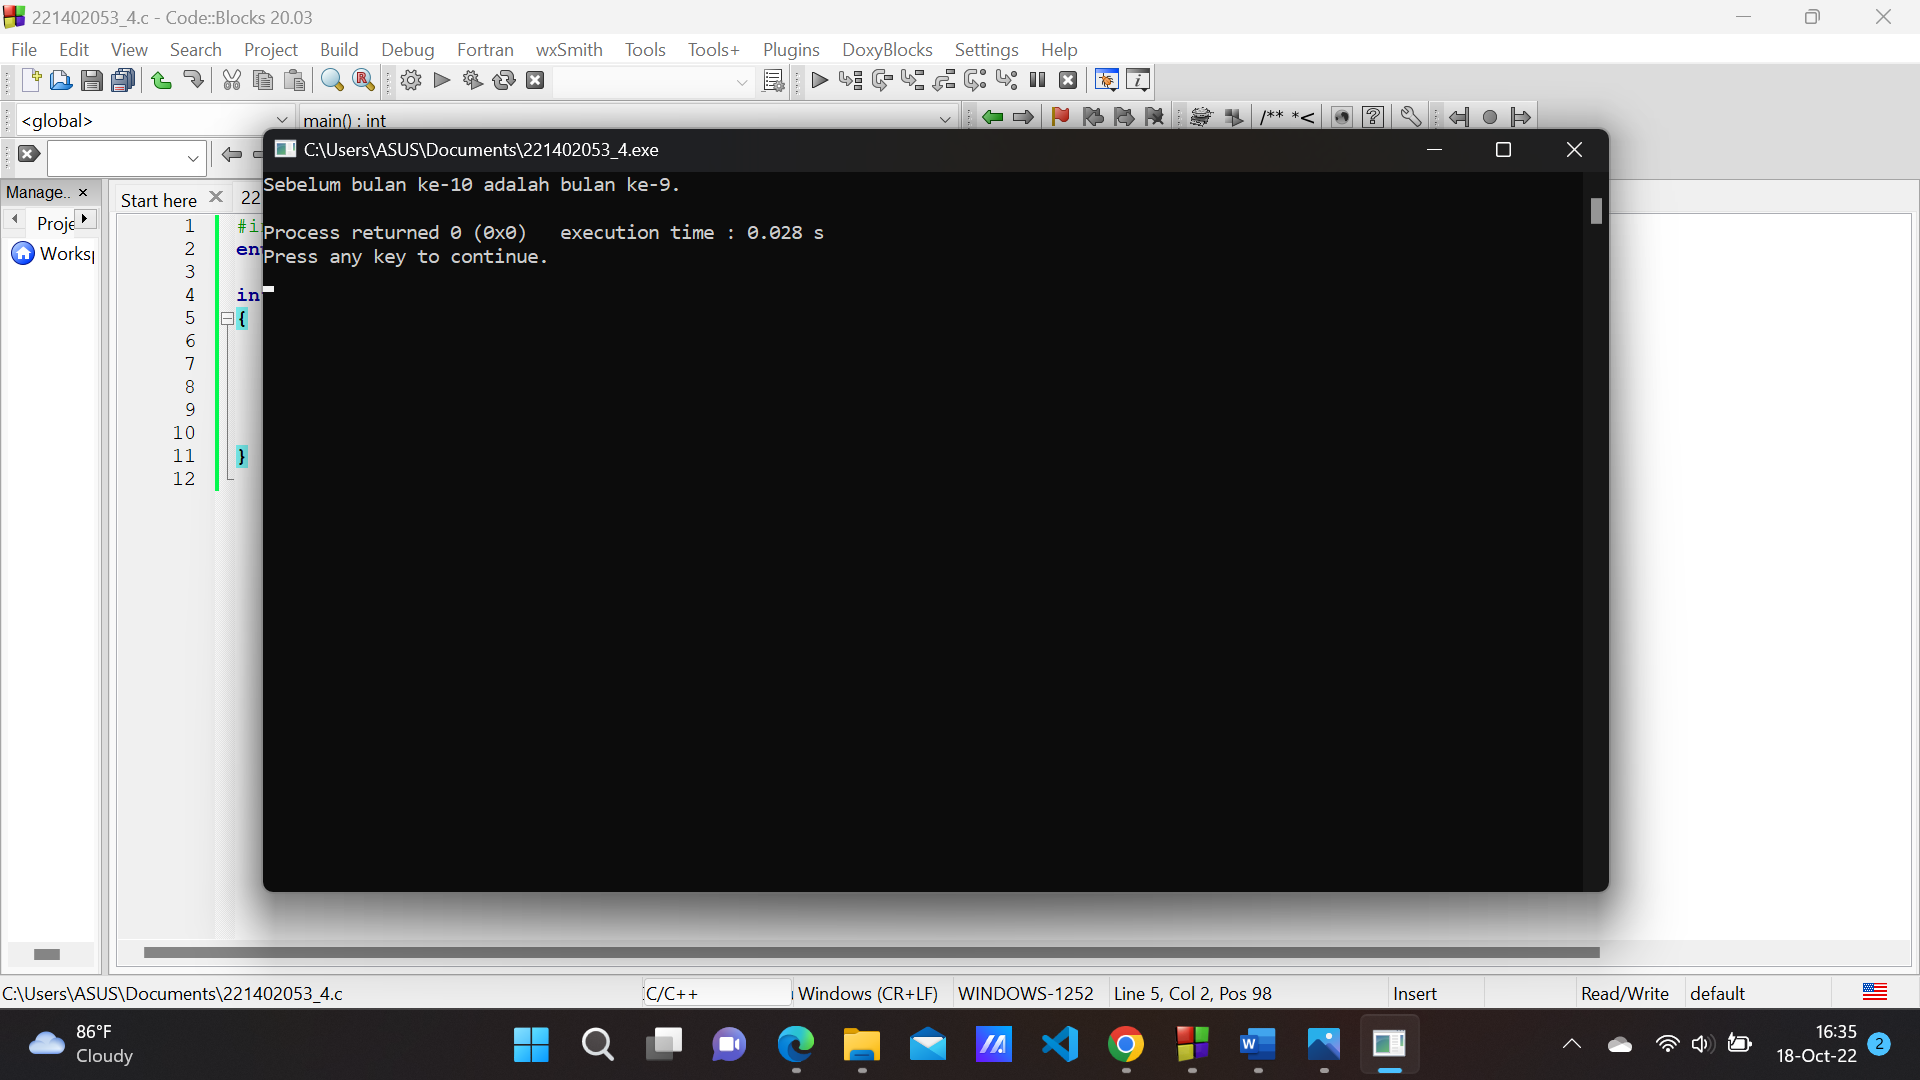 221402053_4.c - Code::Blocks 20.03
File Edit View Search Project Build Debug Fortran wxSmith Tools Tools+ Plugins DoxyBlocks Settings Help
<global> main() : int /** *<
C:\Users\ASUS\Documents\221402053_4.exe
Sebelum bulan ke-10 adalah bulan ke-9.
Process returned 0 (0x0) execution time : 0.028 s
Press any key to continue.
Manage..
Start here 22
Proje
Worksp
1 #i
2 en
3
4 in
5 {
6
7
8
9
10
11 }
12
C:\Users\ASUS\Documents\221402053_4.c C/C++ Windows (CR+LF) WINDOWS-1252 Line 5, Col 2, Pos 98 Insert Read/Write default
86°F
Cloudy
16:35
18-Oct-22
2